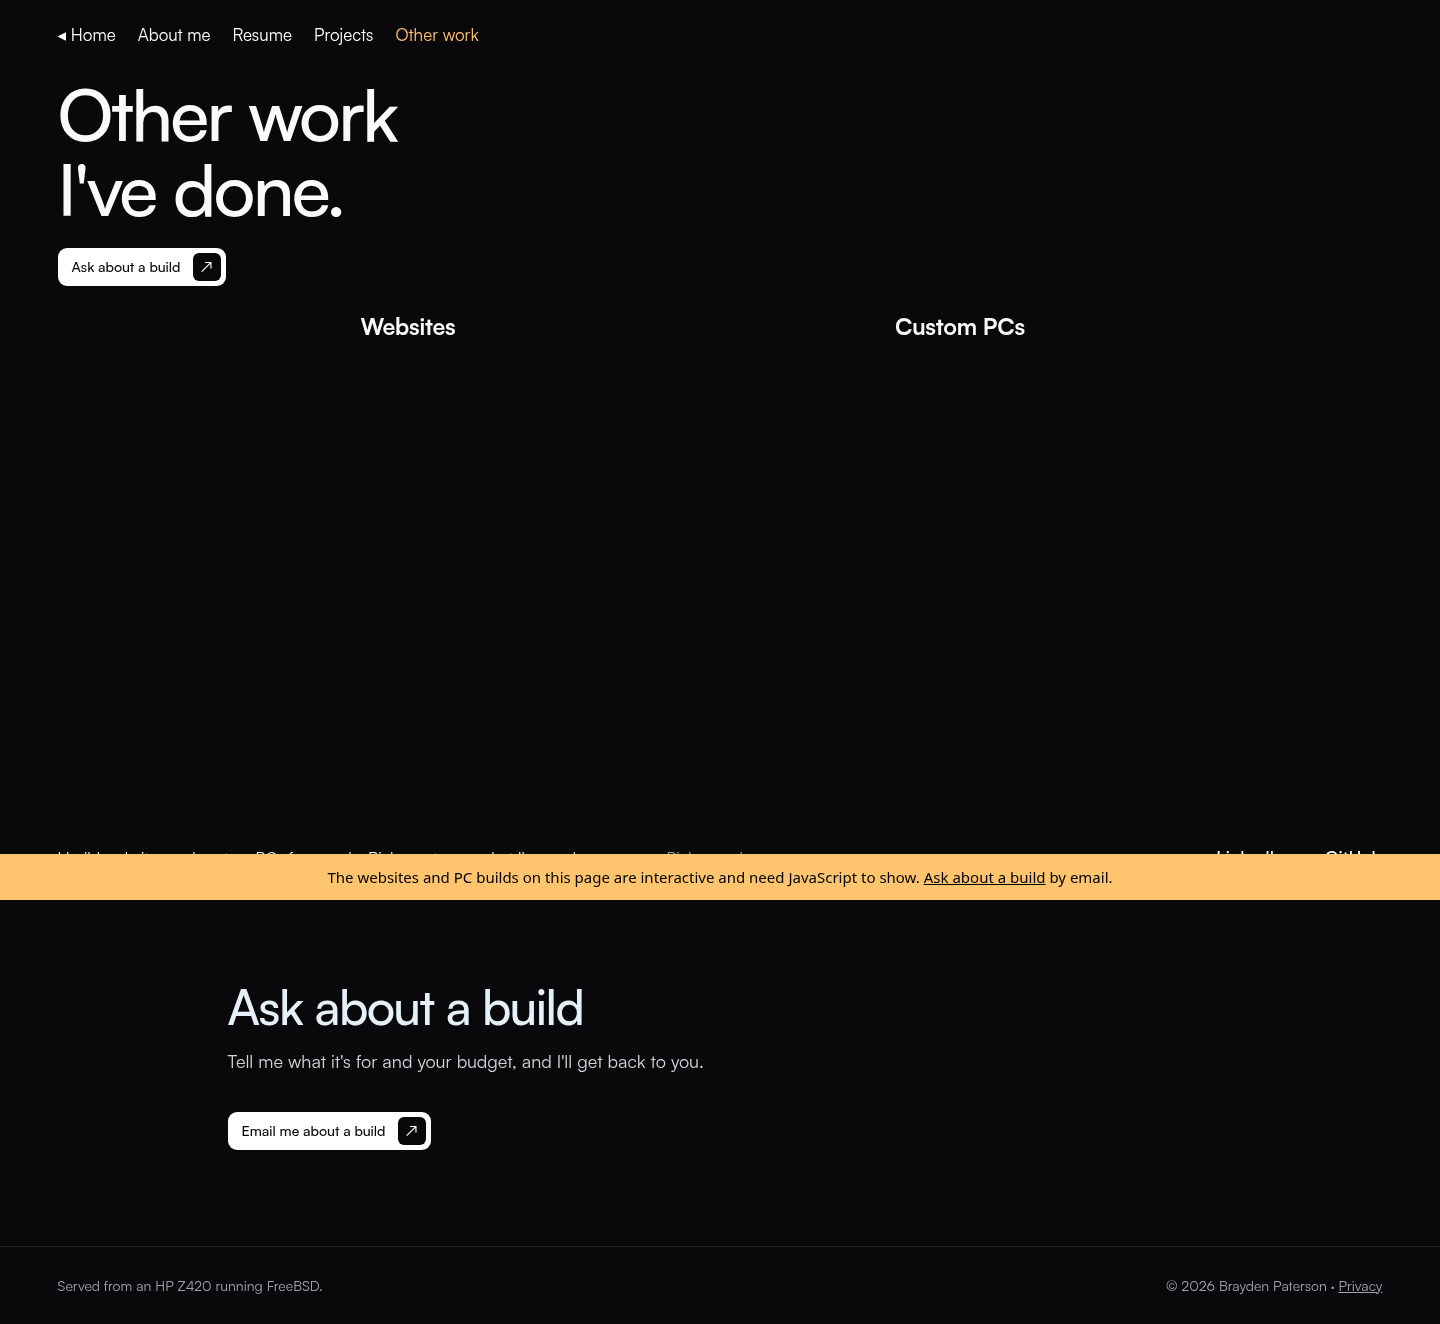 ◂ Home About me Resume Projects Other work
Other work
I've done.
Ask about a build ↗
Websites Custom PCs
The websites and PC builds on this page are interactive and need JavaScript to show. Ask about a build by email.
Ask about a build
Tell me what it's for and your budget, and I'll get back to you.
Email me about a build ↗
Served from an HP Z420 running FreeBSD. © 2026 Brayden Paterson · Privacy